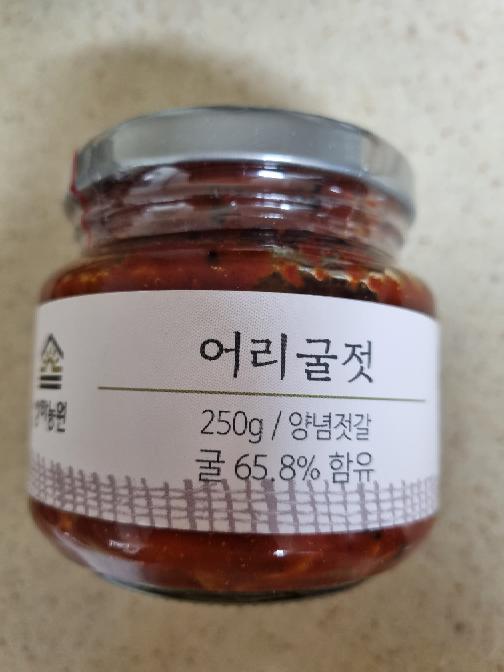 어리굴젓
250g / 양념젓갈
굴 65.8% 함유